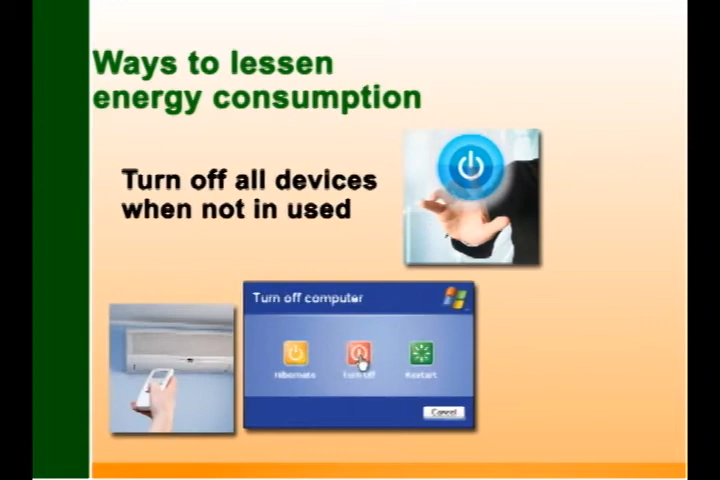 Ways to lessen
energy consumption
Turn off all devices
when not in used
Turn off computer
Hibernate
Turn Off
Restart
Cancel